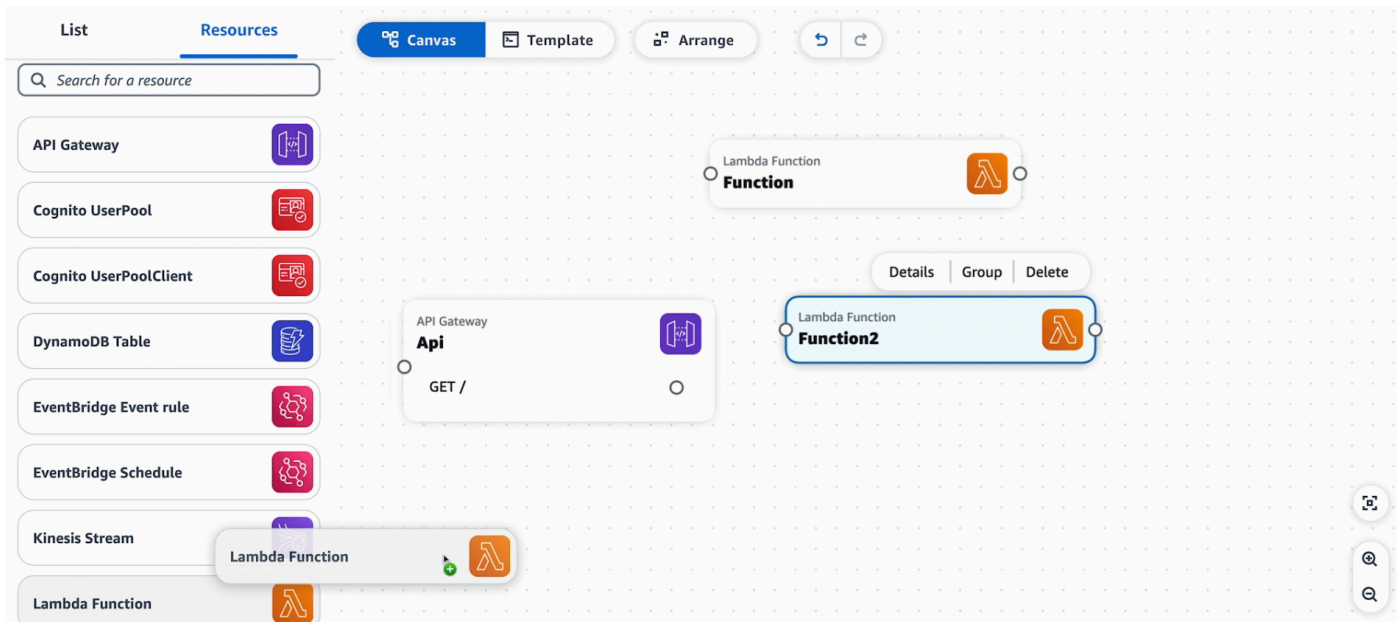 List
Resources
Canvas
Template
Arrange
Search for a resource
API Gateway
Cognito UserPool
Cognito UserPoolClient
DynamoDB Table
EventBridge Event rule
EventBridge Schedule
Kinesis Stream
Lambda Function
Lambda Function
Lambda Function
Function
Details
Group
Delete
Lambda Function
Function2
API Gateway
Api
GET /